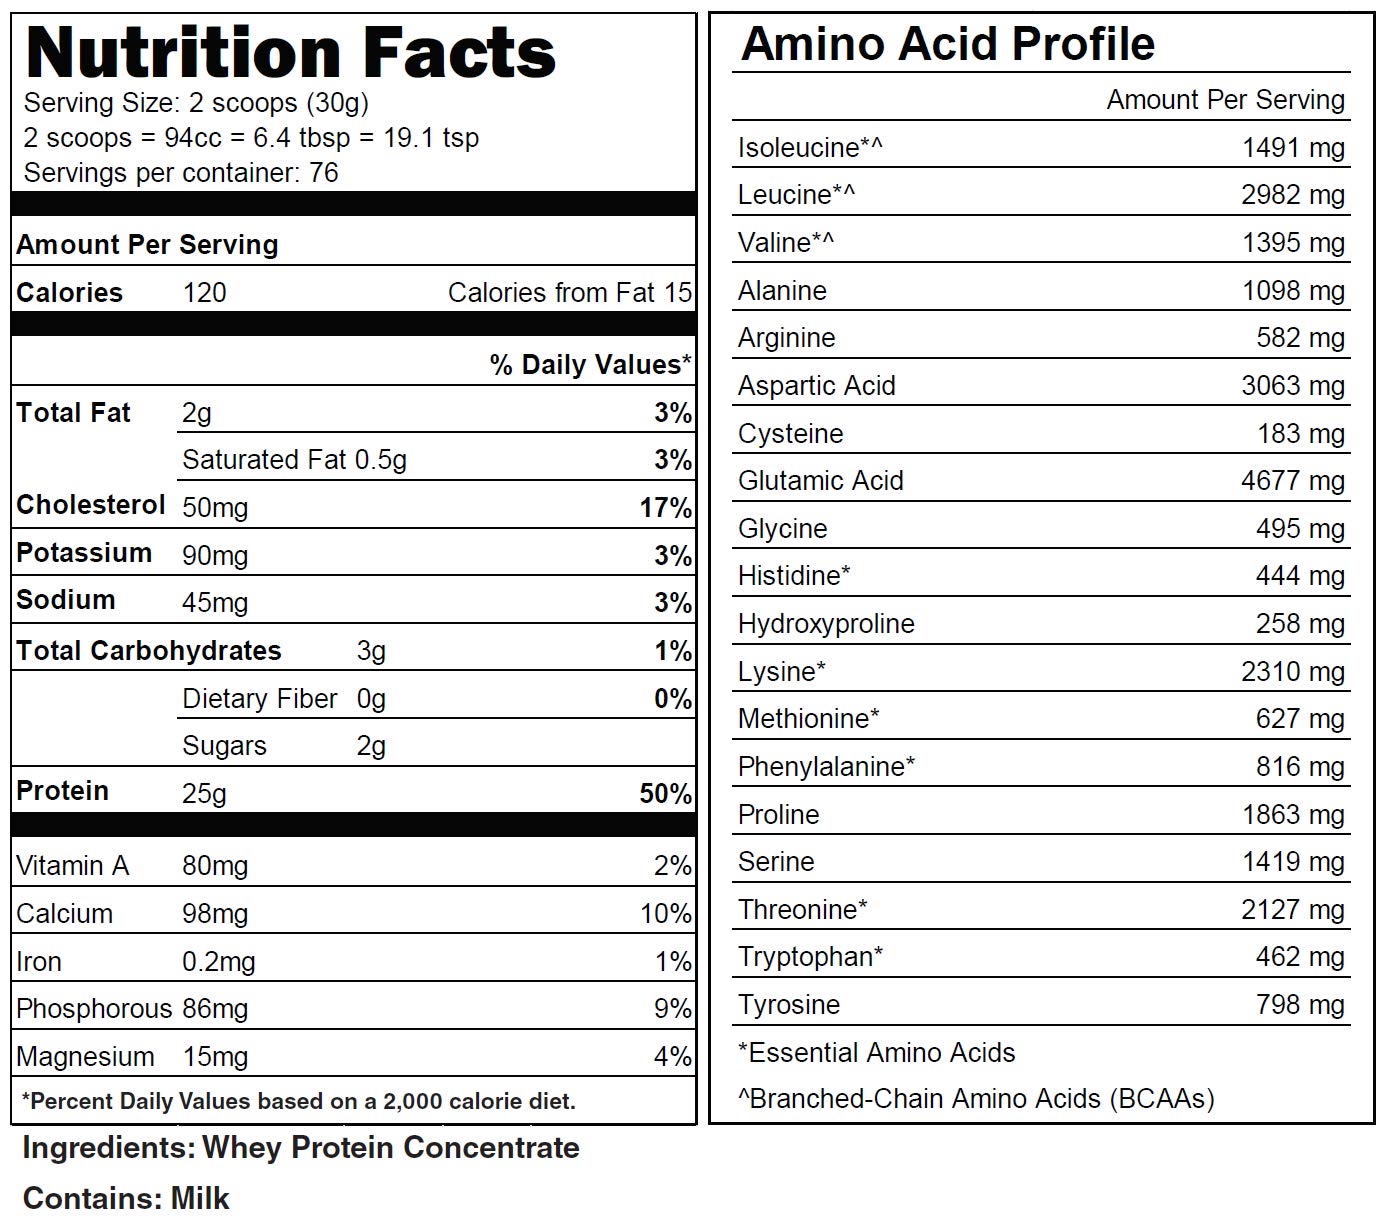 Nutrition Facts
Serving Size: 2 scoops (30g)
2 scoops = 94cc = 6.4 tbsp = 19.1 tsp
Servings per container: 76
Amount Per Serving
Calories 120 Calories from Fat 15
% Daily Values*
Total Fat 2g 3%
Saturated Fat 0.5g 3%
Cholesterol 50mg 17%
Potassium 90mg 3%
Sodium 45mg 3%
Total Carbohydrates 3g 1%
Dietary Fiber 0g 0%
Sugars 2g
Protein 25g 50%
Vitamin A 80mg 2%
Calcium 98mg 10%
Iron 0.2mg 1%
Phosphorous 86mg 9%
Magnesium 15mg 4%
*Percent Daily Values based on a 2,000 calorie diet.
Ingredients: Whey Protein Concentrate
Contains: Milk
Amino Acid Profile
Amount Per Serving
Isoleucine*^ 1491 mg
Leucine*^ 2982 mg
Valine*^ 1395 mg
Alanine 1098 mg
Arginine 582 mg
Aspartic Acid 3063 mg
Cysteine 183 mg
Glutamic Acid 4677 mg
Glycine 495 mg
Histidine* 444 mg
Hydroxyproline 258 mg
Lysine* 2310 mg
Methionine* 627 mg
Phenylalanine* 816 mg
Proline 1863 mg
Serine 1419 mg
Threonine* 2127 mg
Tryptophan* 462 mg
Tyrosine 798 mg
*Essential Amino Acids
^Branched-Chain Amino Acids (BCAAs)